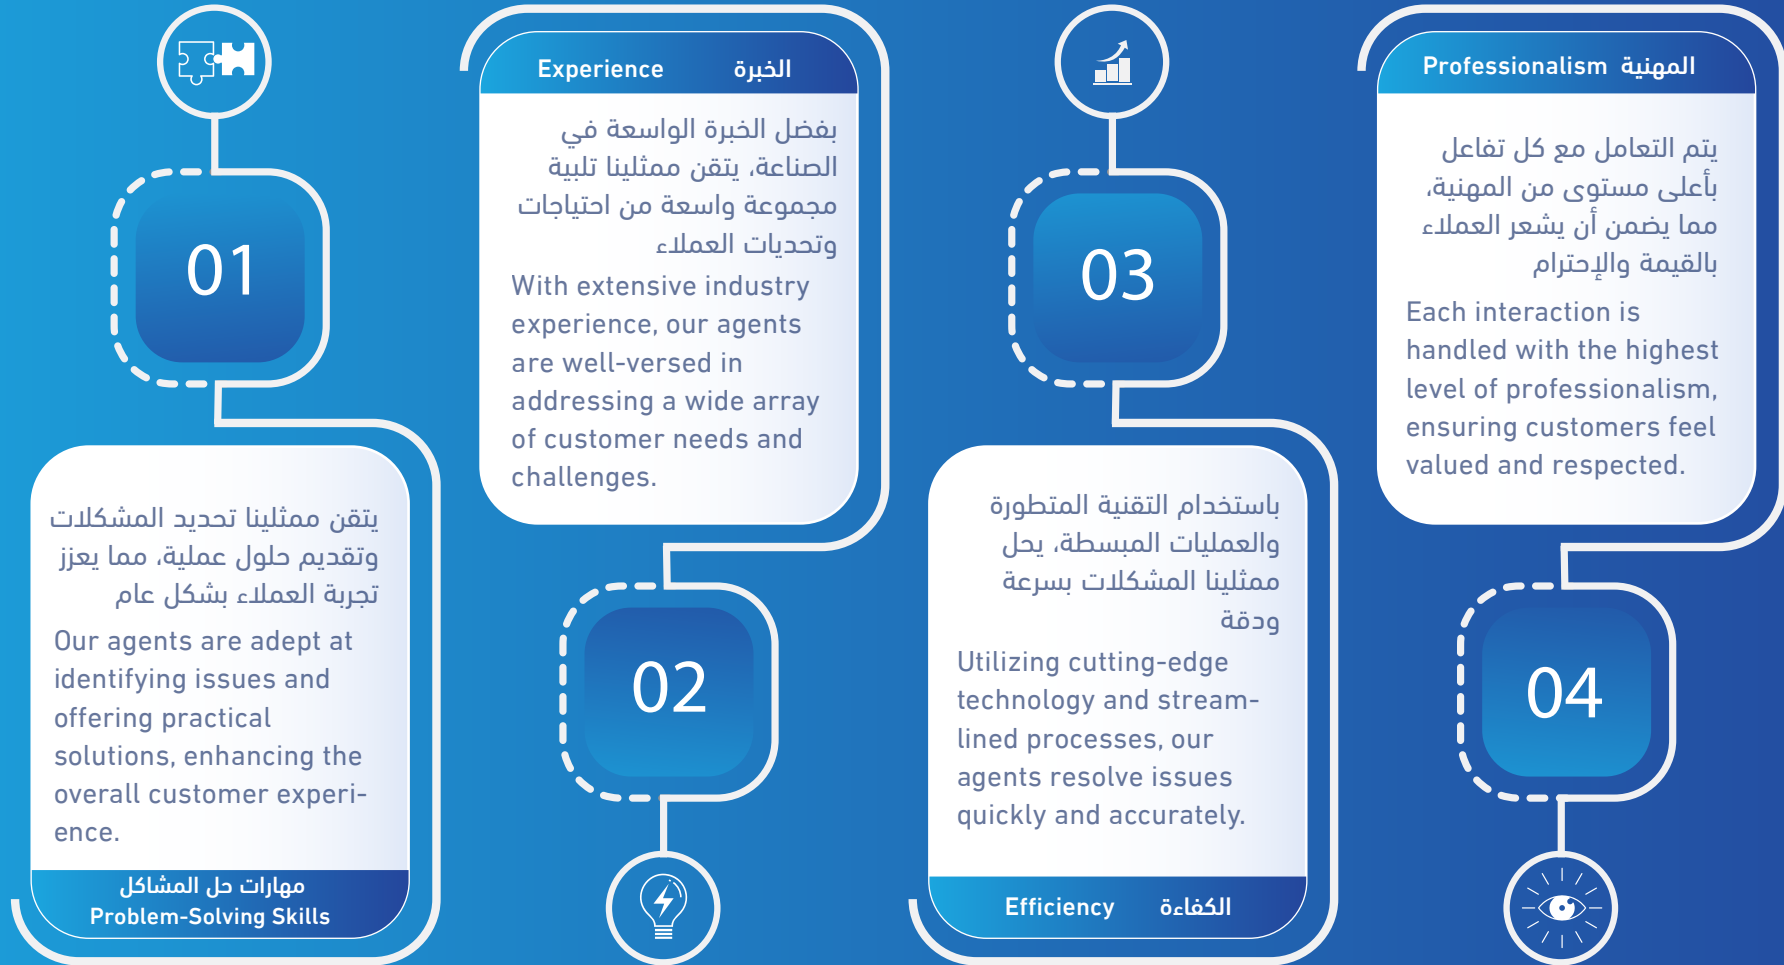 01
يتقن ممثلينا تحديد المشكلات
وتقديم حلول عملية، مما يعزز
تجربة العملاء بشكل عام
Our agents are adept at
identifying issues and
offering practical
solutions, enhancing the
overall customer experi-
ence.
مهارات حل المشاكل
Problem-Solving Skills
Experience الخبرة
بفضل الخبرة الواسعة في
الصناعة، يتقن ممثلينا تلبية
مجموعة واسعة من احتياجات
وتحديات العملاء
With extensive industry
experience, our agents
are well-versed in
addressing a wide array
of customer needs and
challenges.
02
03
باستخدام التقنية المتطورة
والعمليات المبسطة، يحل
ممثلينا المشكلات بسرعة
ودقة
Utilizing cutting-edge
technology and stream-
lined processes, our
agents resolve issues
quickly and accurately.
Efficiency الكفاءة
Professionalism المهنية
يتم التعامل مع كل تفاعل
بأعلى مستوى من المهنية،
مما يضمن أن يشعر العملاء
بالقيمة والإحترام
Each interaction is
handled with the highest
level of professionalism,
ensuring customers feel
valued and respected.
04